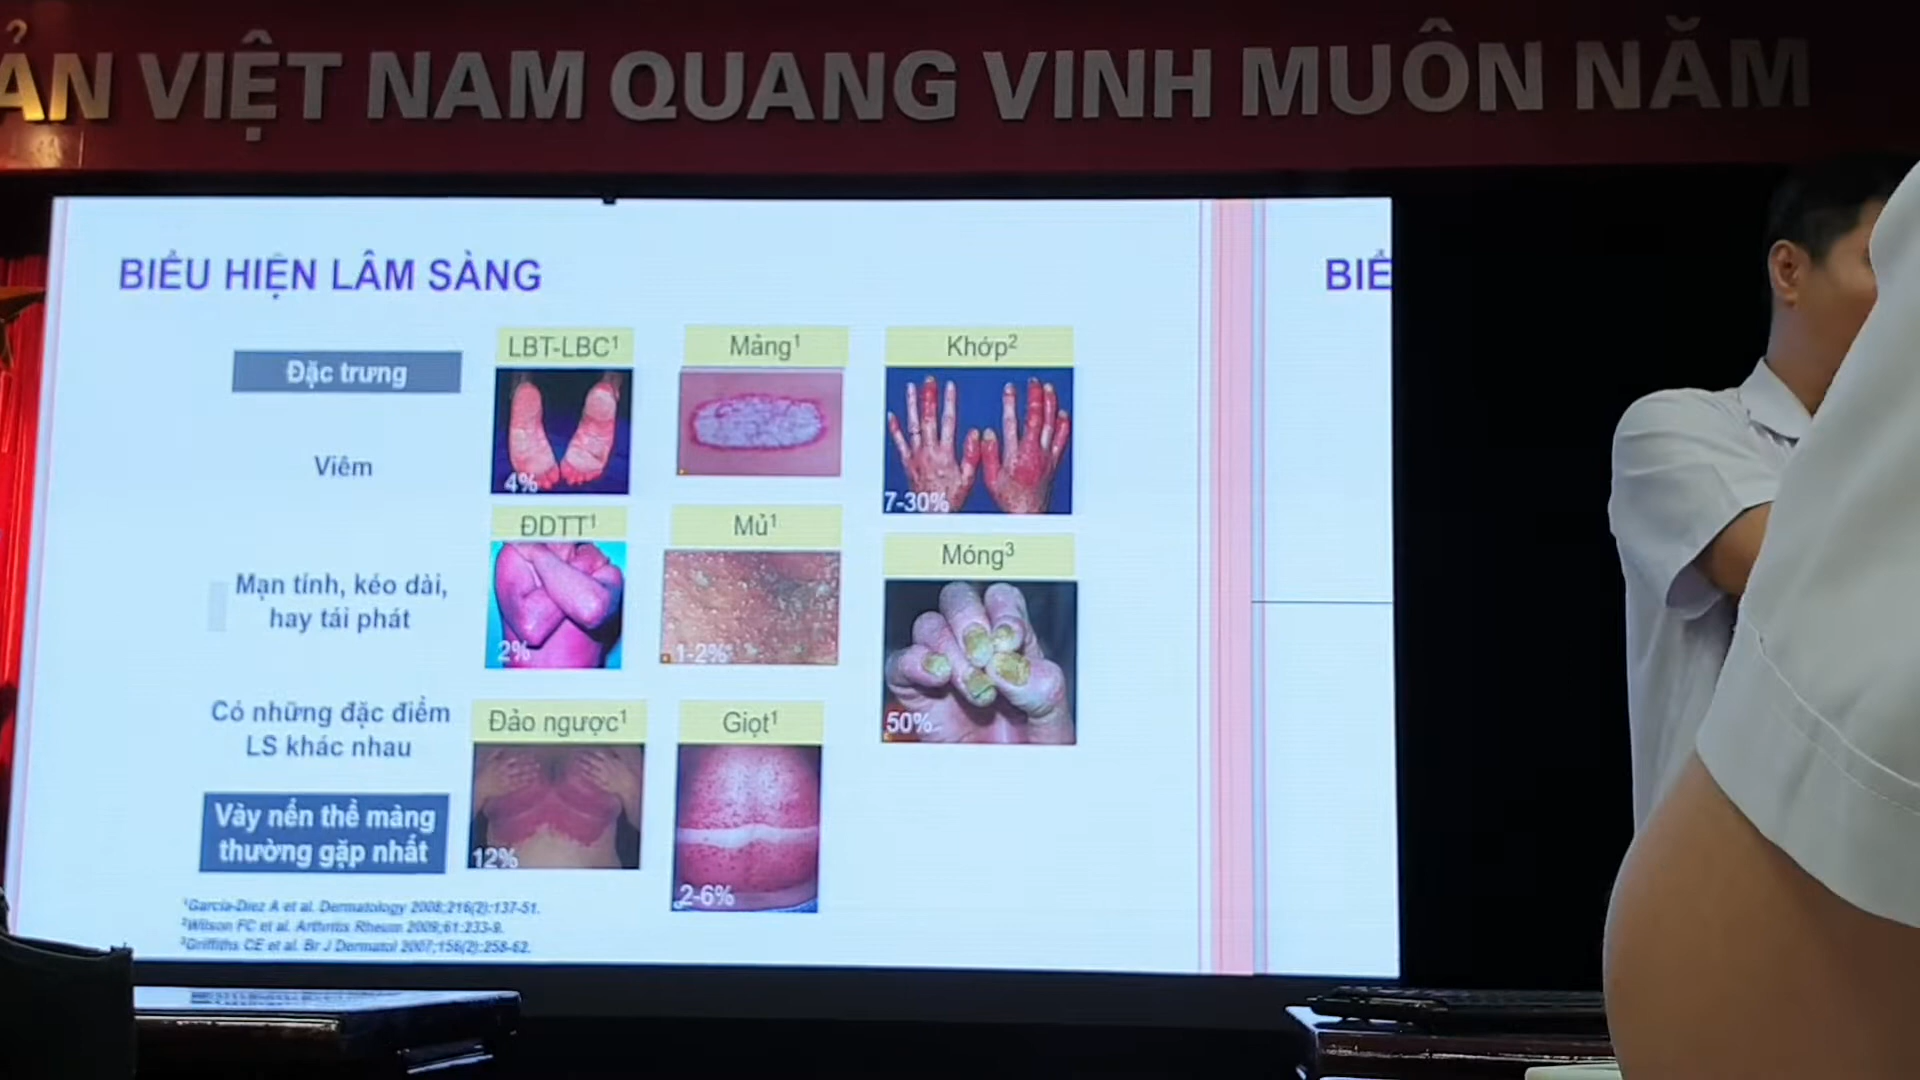 ẢN VIỆT NAM QUANG VINH MUÔN NĂM
BIỂU HIỆN LÂM SÀNG
BIỂ
Đặc trưng
Viêm
Mạn tính, kéo dài,
hay tái phát
Có những đặc điểm
LS khác nhau
Vảy nến thể mảng
thường gặp nhất
LBT-LBC¹
4%
Mảng¹
Khớp²
7-30%
ĐDTT¹
2%
Mủ¹
1-2%
Móng³
50%
Đảo ngược¹
12%
Giọt¹
2-6%
¹García-Diez A et al. Dermatology 2008;216(2):137-51.
²Wilson FC et al. Arthritis Rheum 2009;61:233-9.
³Griffiths CE et al. Br J Dermatol 2007;156(2):258-62.